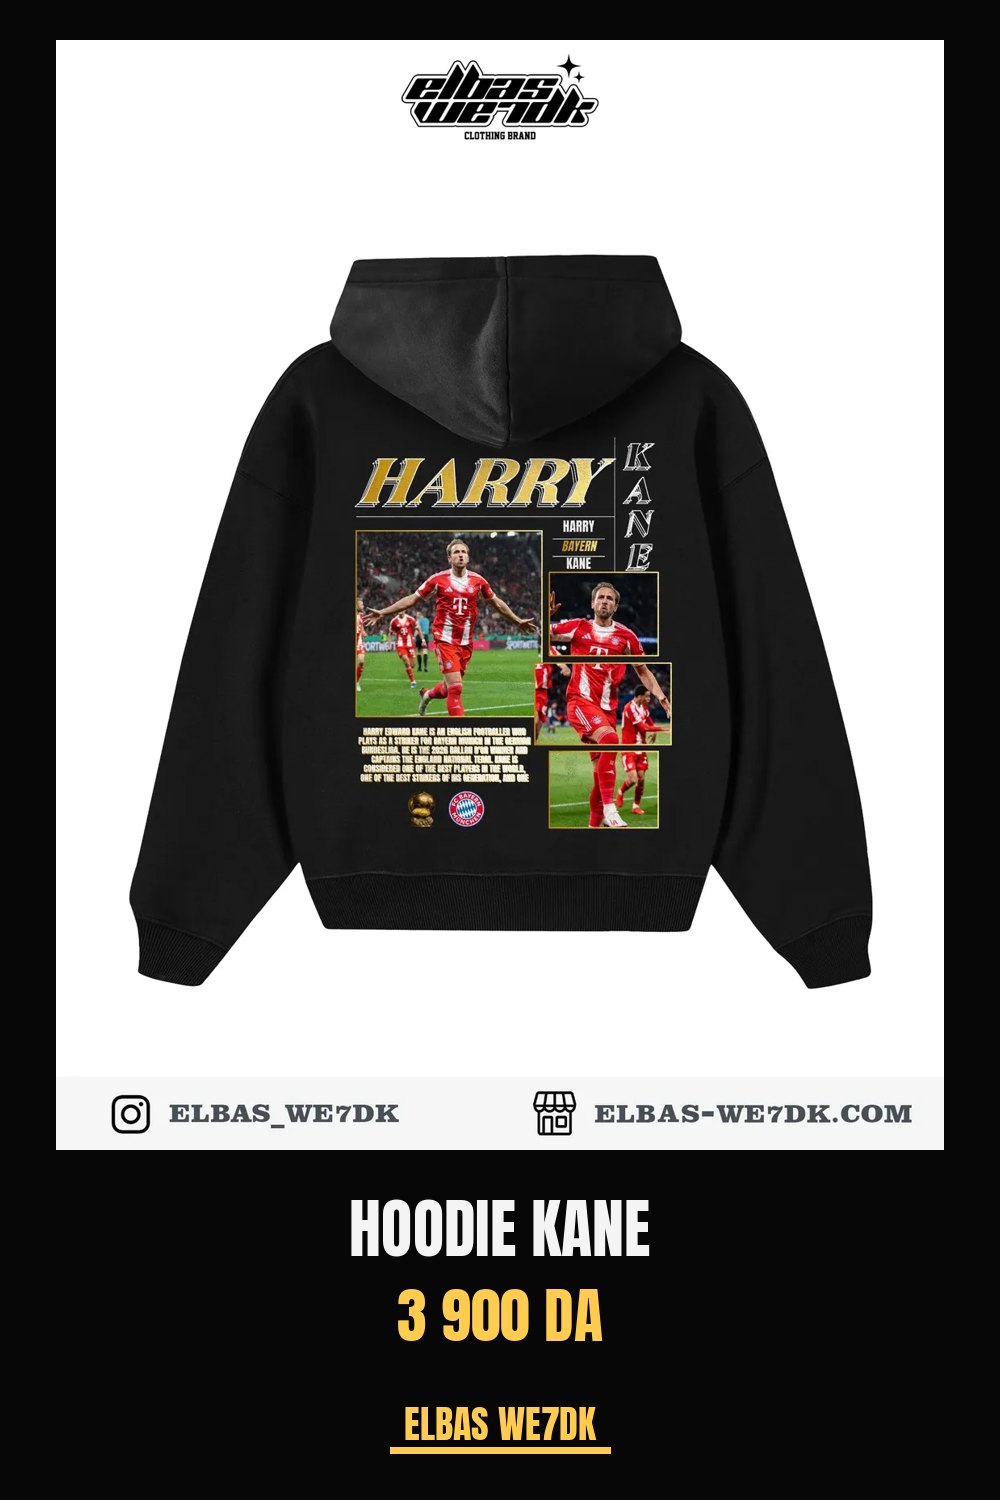 elbas
we7dk
CLOTHING BRAND
HARRY
KANE
HARRY
BAYERN
KANE
HARRY EDWARD KANE IS AN ENGLISH FOOTBALLER WHO
PLAYS AS A STRIKER FOR BAYERN MUNICH IN THE GERMAN
BUNDESLIGA. HE IS THE 2026 BALLON D'OR WINNER AND
CAPTAINS THE ENGLAND NATIONAL TEAM. KANE IS
CONSIDERED ONE OF THE BEST PLAYERS IN THE WORLD,
ONE OF THE BEST STRIKERS OF HIS GENERATION, AND ONE
FC BAYERN
MÜNCHEN
ELBAS_WE7DK
ELBAS-WE7DK.COM
HOODIE KANE
3 900 DA
ELBAS WE7DK